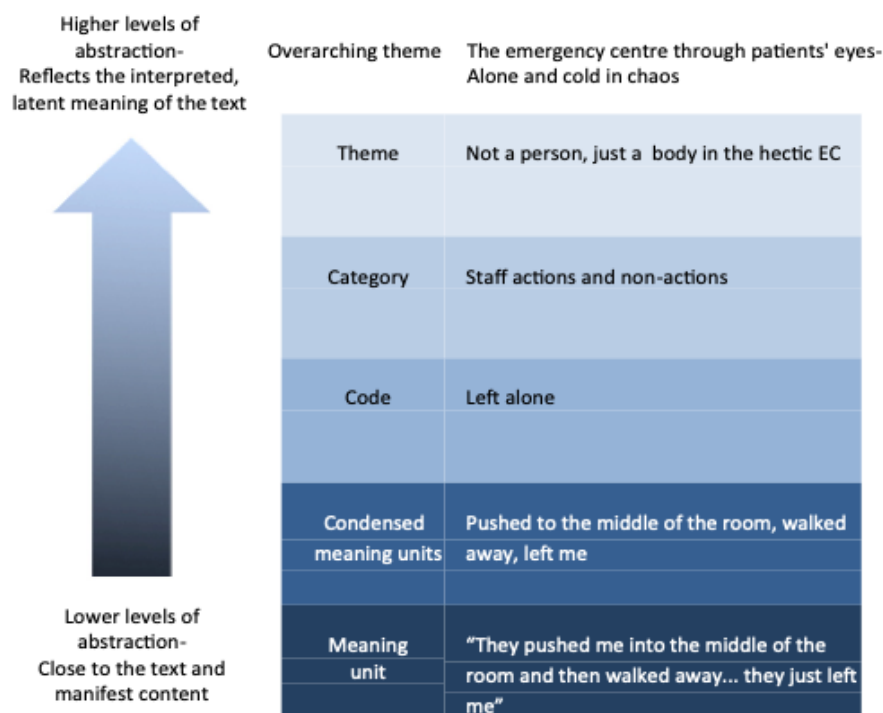 Higher levels of
abstraction-
Reflects the interpreted,
latent meaning of the text
Overarching theme
The emergency centre through patients' eyes-
Alone and cold in chaos
Theme
Not a person, just a  body in the hectic EC
Category
Staff actions and non-actions
Code
Left alone
Condensed
meaning units
Pushed to the middle of the room, walked
away, left me
Lower levels of
abstraction-
Close to the text and
manifest content
Meaning
unit
“They pushed me into the middle of the
room and then walked away... they just left
me”